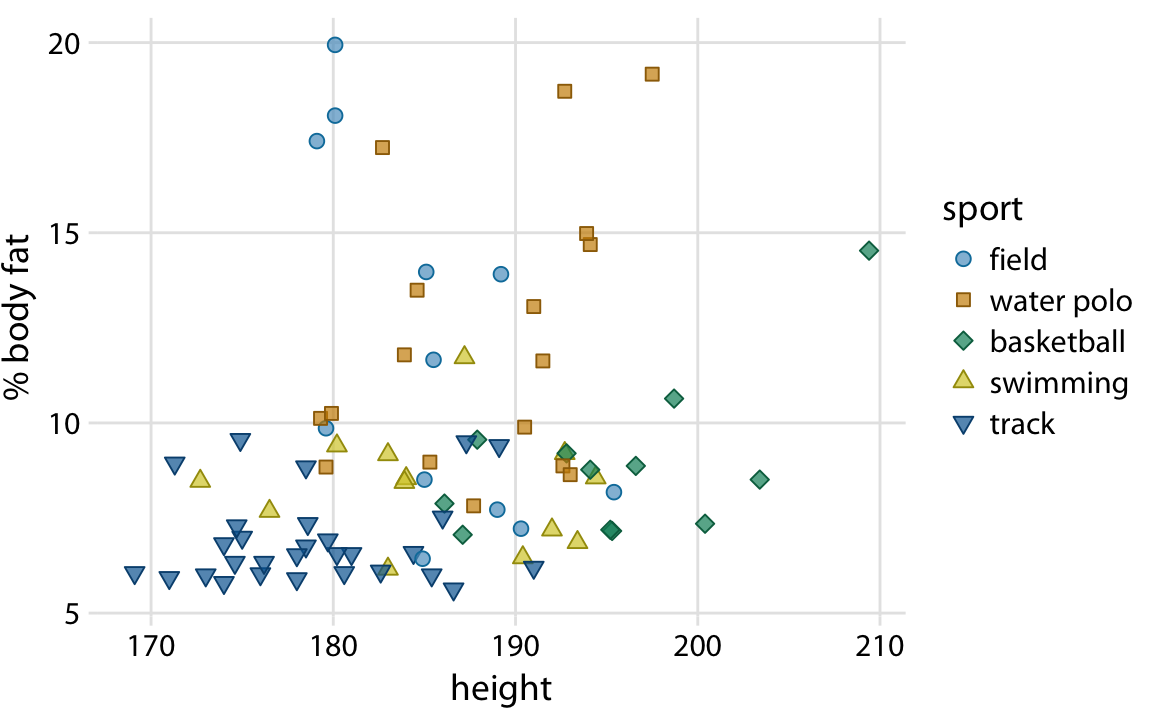 20
15
10
5
% body fat
170 180 190 200 210
height
sport
field
water polo
basketball
swimming
track